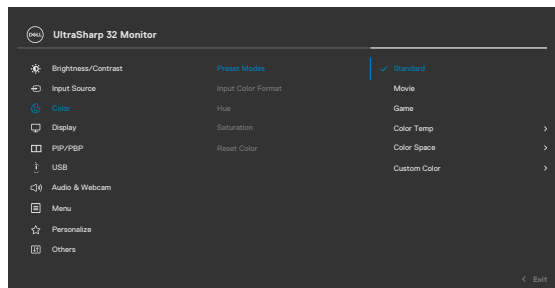 DELL UltraSharp 32 Monitor
Brightness/Contrast Preset Modes Standard
Input Source Input Color Format Movie
Color Hue Game
Display Saturation Color Temp
PIP/PBP Reset Color Color Space
USB Custom Color
Audio & Webcam
Menu
Personalize
Others
Exit